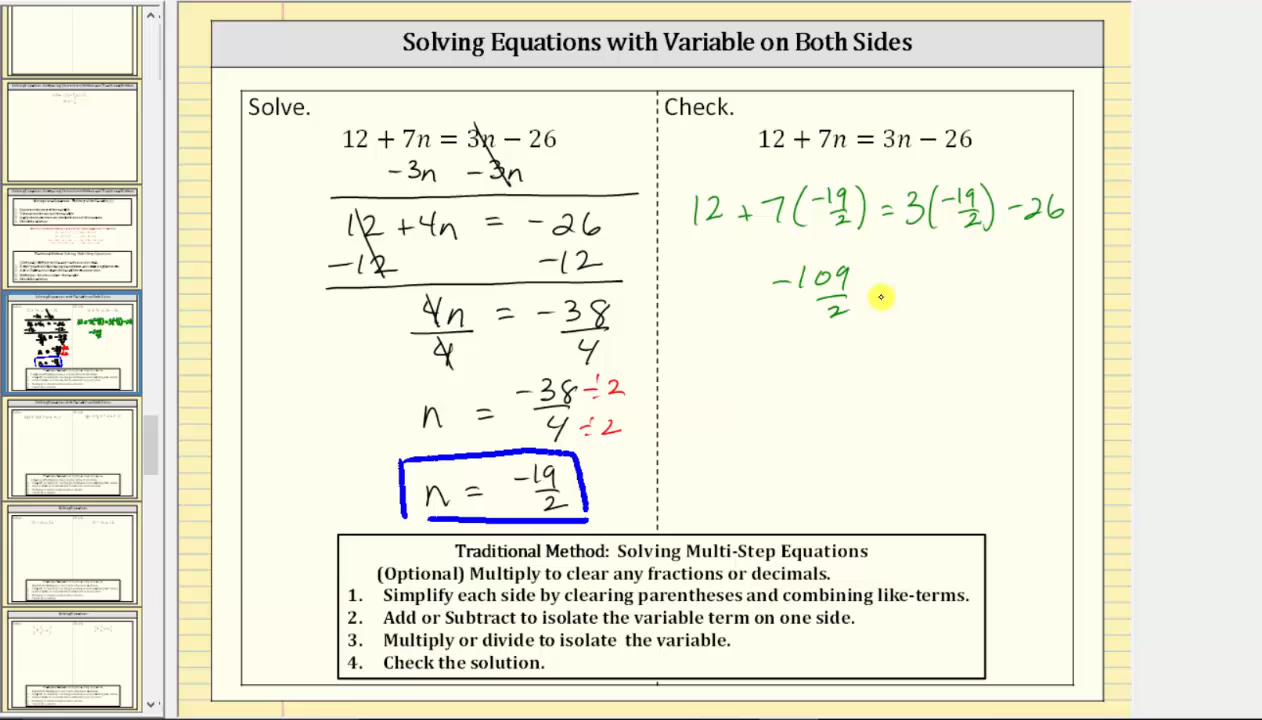 Solving Equations with Variable on Both Sides
Solve.
12 + 7n = 3n − 26
−3n −3n
12 + 4n = −26
−12 −12
4n/4 = −38/4
n = −38/4 ÷2 ÷2
n = −19/2
Check.
12 + 7n = 3n − 26
12 + 7(−19/2) = 3(−19/2) − 26
−109/2
Traditional Method: Solving Multi-Step Equations
(Optional) Multiply to clear any fractions or decimals.
1. Simplify each side by clearing parentheses and combining like-terms.
2. Add or Subtract to isolate the variable term on one side.
3. Multiply or divide to isolate the variable.
4. Check the solution.